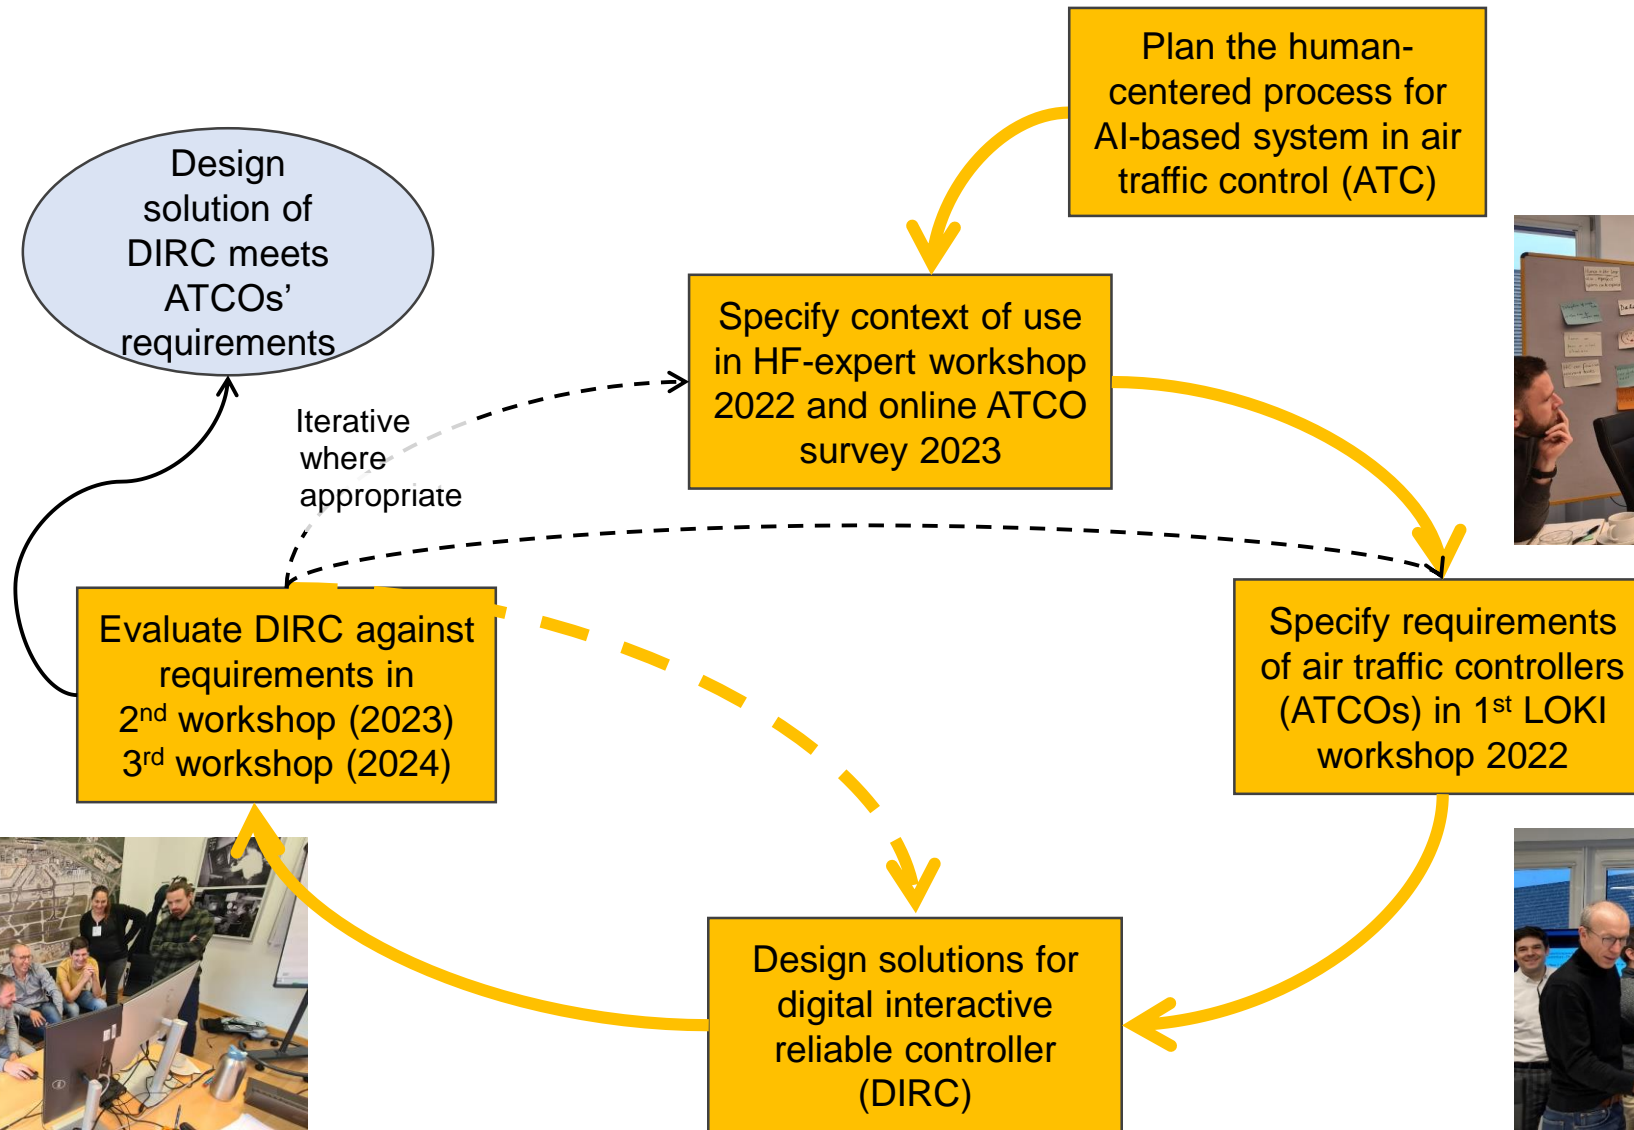 Plan the human-
centered process for
AI-based system in air
traffic control (ATC)
Design
solution of
DIRC meets
ATCOs’
requirements
Specify context of use
in HF-expert workshop
2022 and online ATCO
survey 2023
Iterative
where
appropriate
Evaluate DIRC against
requirements in
2nd workshop (2023)
3rd workshop (2024)
Specify requirements
of air traffic controllers
(ATCOs) in 1st LOKI
workshop 2022
Design solutions for
digital interactive
reliable controller
(DIRC)